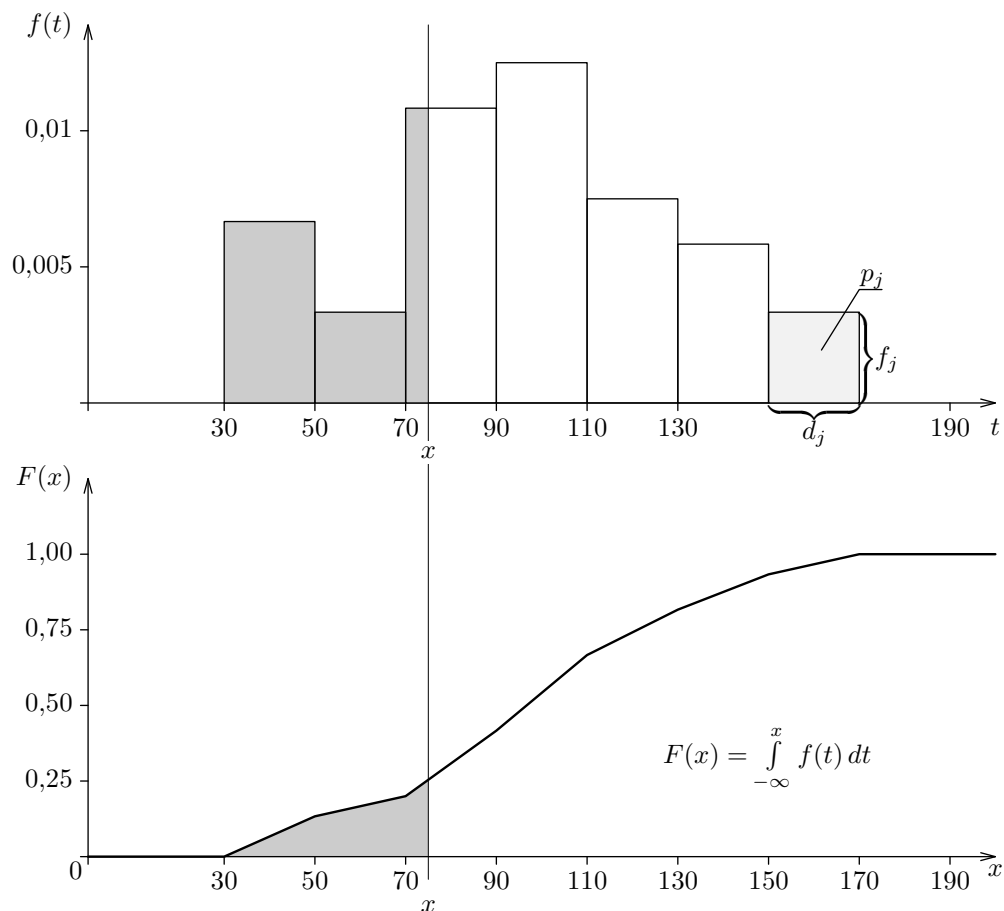 f(t)
0,01
0,005
p_j
f_j
30 50 70 90 110 130 190 t
d_j
x
F(x)
1,00
0,75
0,50
F(x) = ∫_{-∞}^{x} f(t) dt
0,25
0
30 50 70 90 110 130 150 170 190 x
x